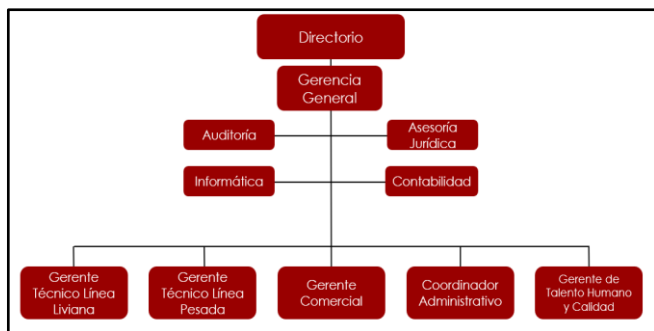 Directorio
Gerencia
General
Auditoría
Asesoría
Jurídica
Informática
Contabilidad
Gerente
Técnico Línea
Liviana
Gerente
Técnico Línea
Pesada
Gerente
Comercial
Coordinador
Administrativo
Gerente de
Talento Humano
y Calidad